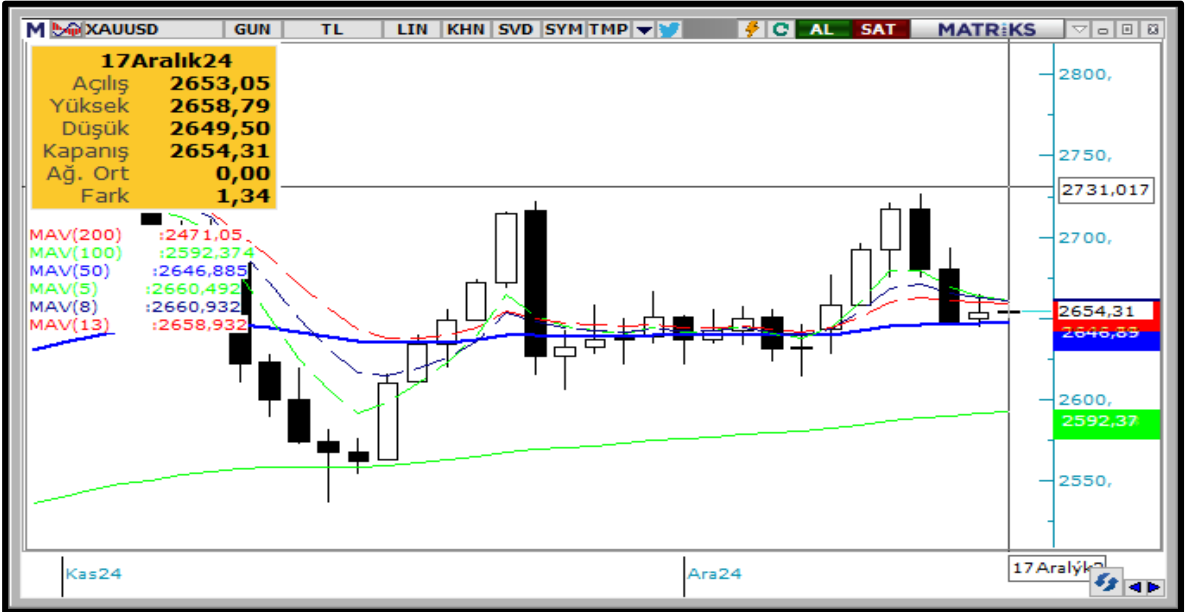 M XAUUSD GUN TL LIN KHN SVD SYM TMP AL SAT MATRİKS
17Aralık24
Açılış 2653,05
Yüksek 2658,79
Düşük 2649,50
Kapanış 2654,31
Ağ. Ort 0,00
Fark 1,34
MAV(200) :2471,05
MAV(100) :2592,374
MAV(50) :2646,885
MAV(5) :2660,492
MAV(8) :2660,932
MAV(13) :2658,932
2800,
2750,
2731,017
2700,
2654,31
2646,85
2600,
2592,37
2550,
Kas24 Ara24 17Aralýk2